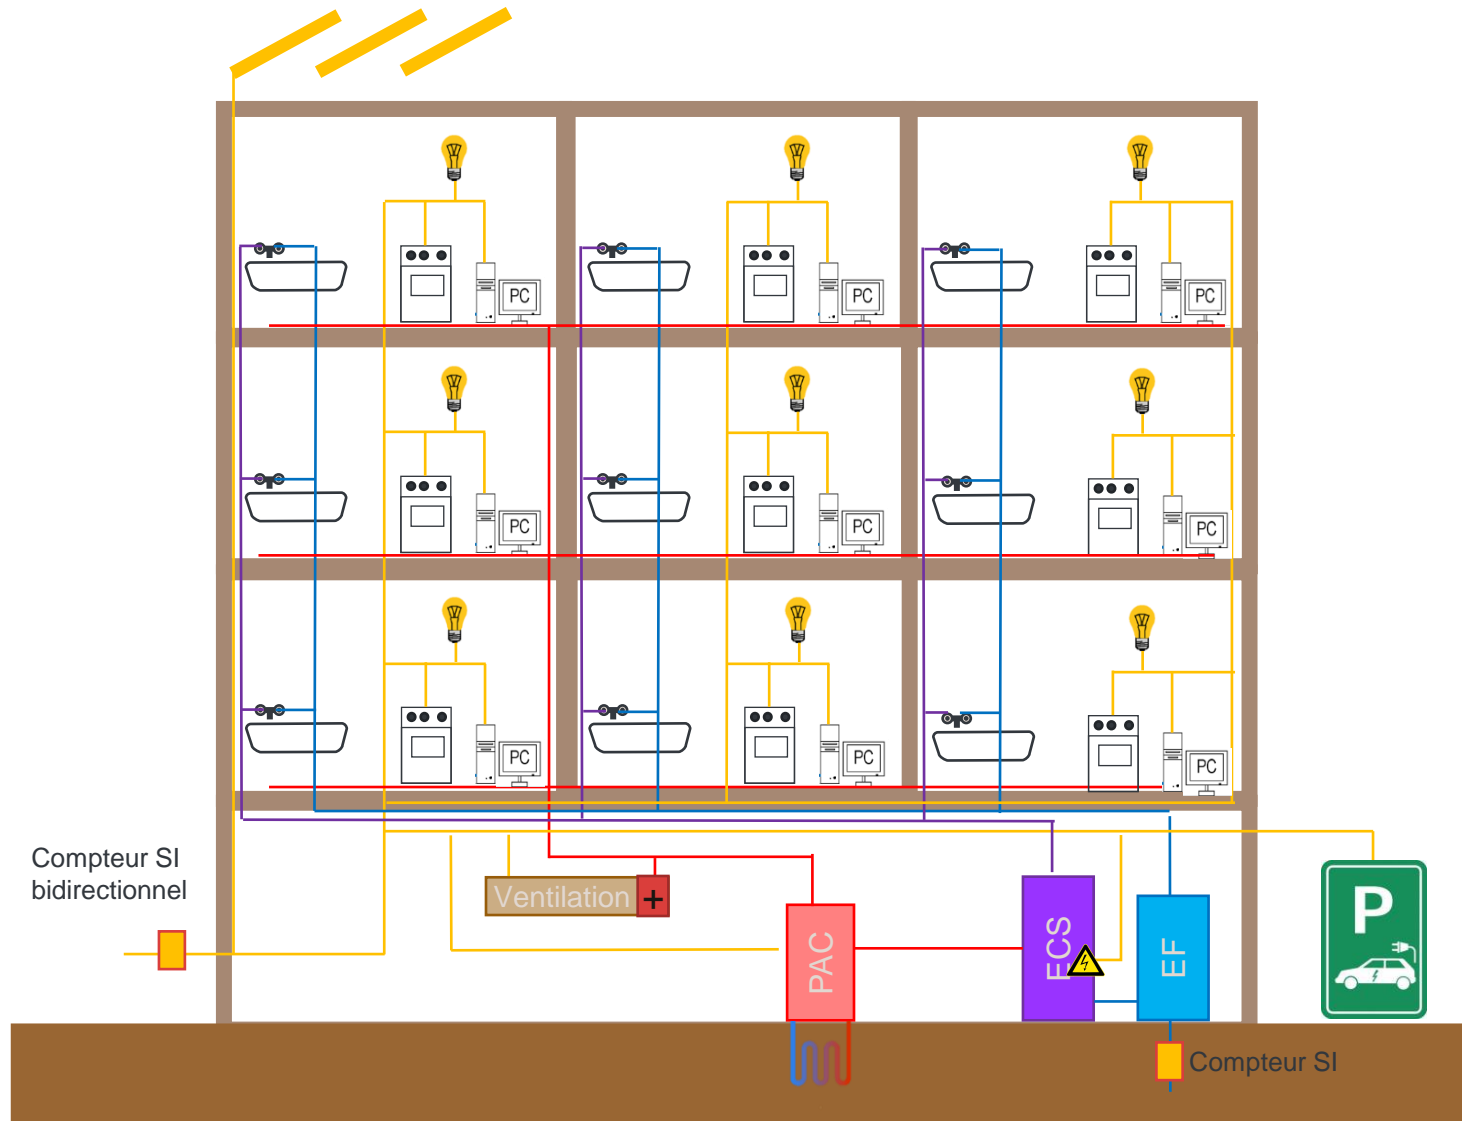 PC
PC
PC
PC
PC
PC
PC
PC
PC
Compteur SI
bidirectionnel
Ventilation
+
PAC
ECS
EF
P
Compteur SI